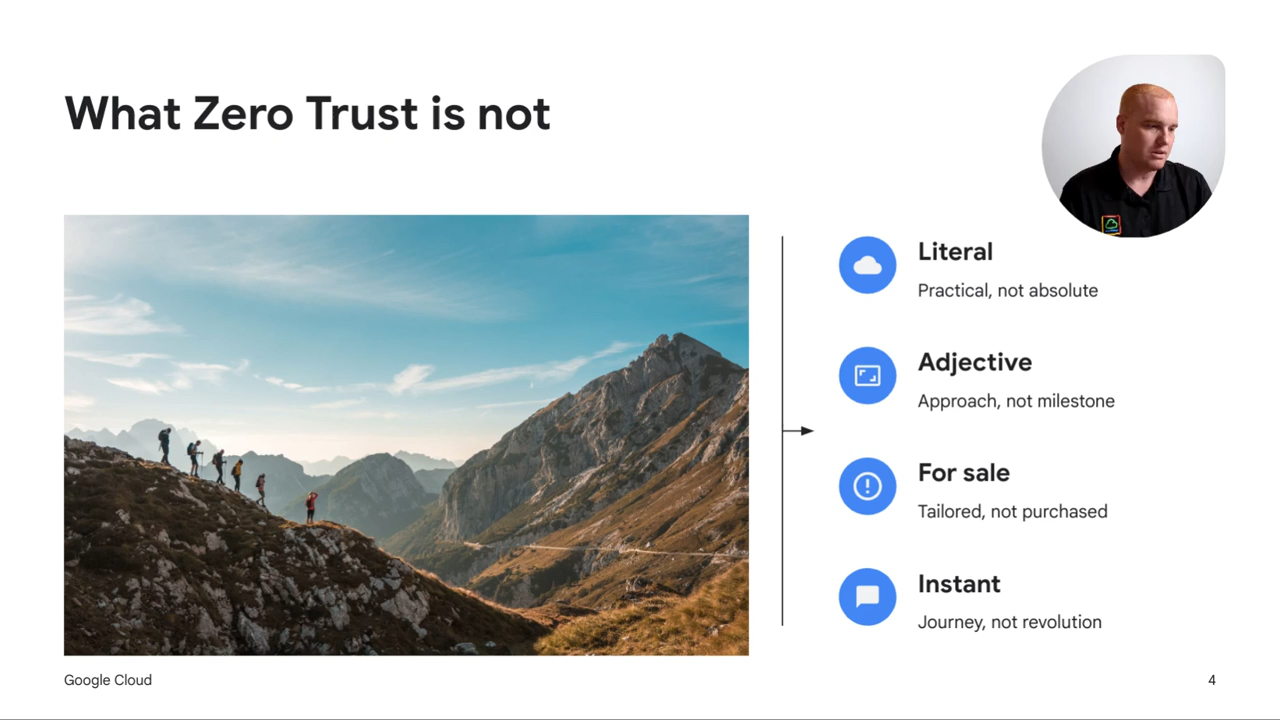 What Zero Trust is not
Literal
Practical, not absolute
Adjective
Approach, not milestone
For sale
Tailored, not purchased
Instant
Journey, not revolution
Google Cloud
4